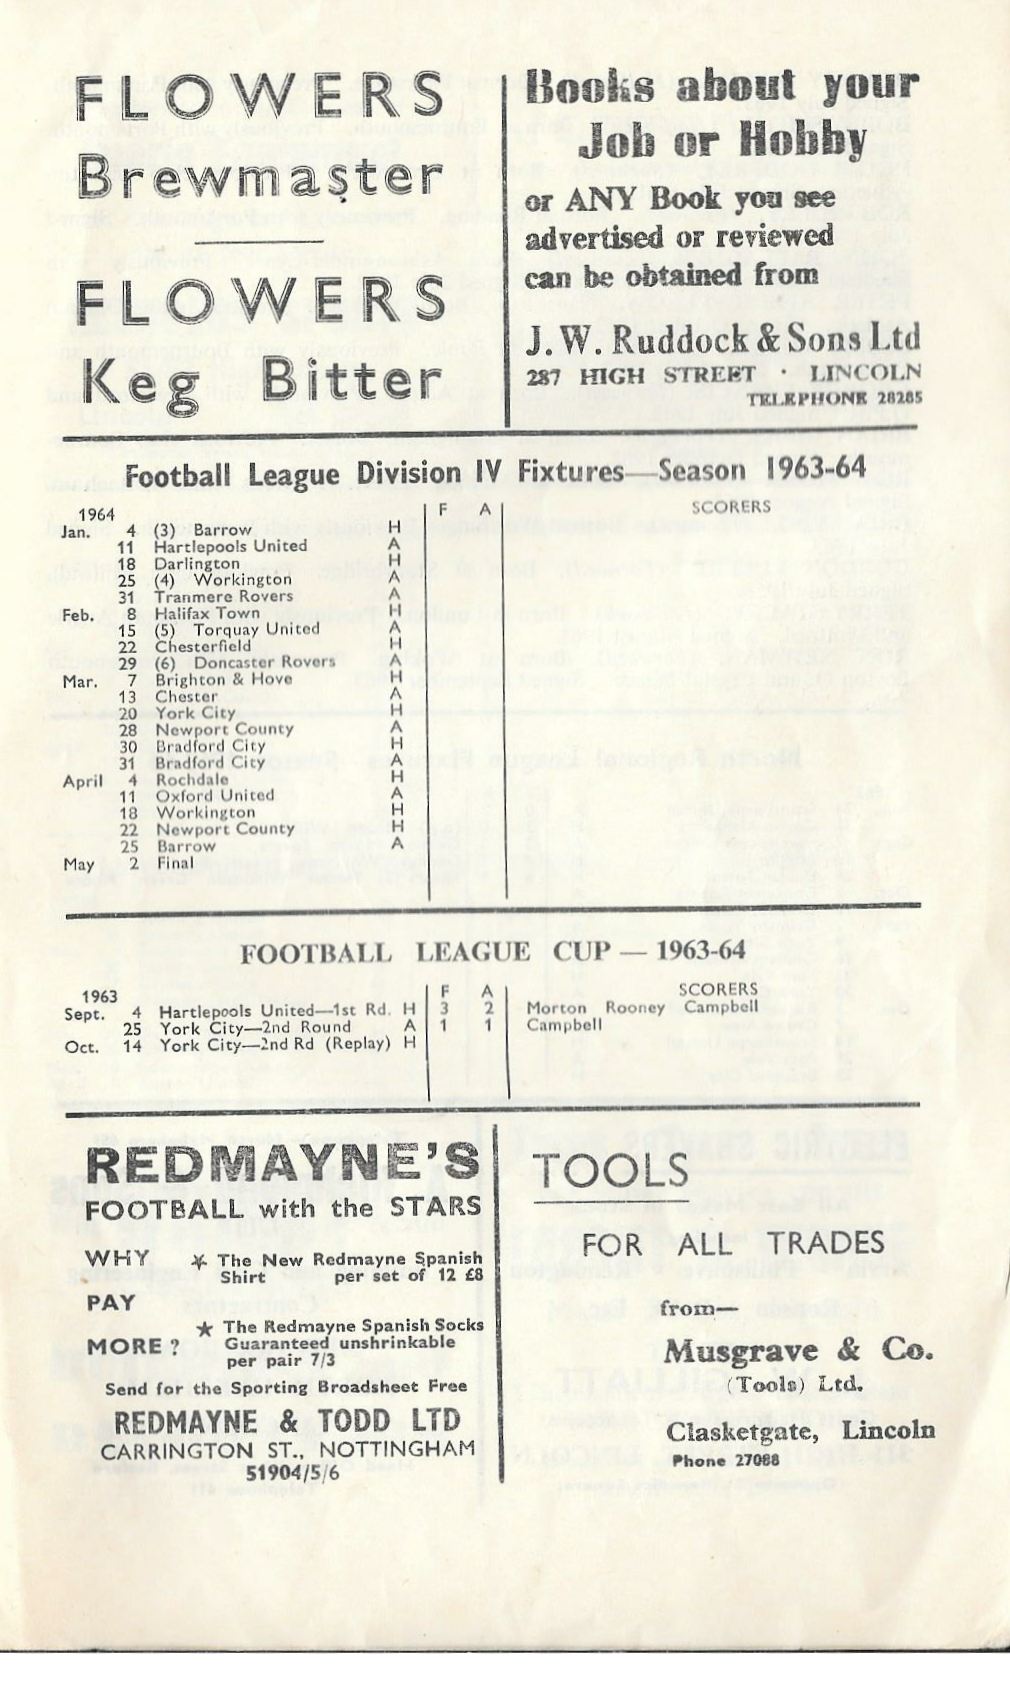 FLOWERS
Brewmaster
FLOWERS
Keg Bitter
Books about your
Job or Hobby
or ANY Book you see
advertised or reviewed
can be obtained from
J. W. Ruddock & Sons Ltd
287 HIGH STREET · LINCOLN
TELEPHONE 28285
Football League Division IV Fixtures—Season 1963-64
1964 F A SCORERS
Jan. 4 (3) Barrow H
11 Hartlepools United A
18 Darlington H
25 (4) Workington A
31 Tranmere Rovers A
Feb. 8 Halifax Town H
15 (5) Torquay United A
22 Chesterfield H
29 (6) Doncaster Rovers A
Mar. 7 Brighton & Hove H
13 Chester A
20 York City H
28 Newport County A
30 Bradford City H
31 Bradford City A
April 4 Rochdale H
11 Oxford United A
18 Workington H
22 Newport County H
25 Barrow A
May 2 Final
FOOTBALL LEAGUE CUP — 1963-64
1963 F A SCORERS
Sept. 4 Hartlepools United—1st Rd. H 3 2 Morton Rooney Campbell
25 York City—2nd Round A 1 1 Campbell
Oct. 14 York City—2nd Rd (Replay) H
REDMAYNE'S
FOOTBALL with the STARS
WHY ★ The New Redmayne Spanish
Shirt per set of 12 £8
PAY
★ The Redmayne Spanish Socks
MORE ? Guaranteed unshrinkable
per pair 7/3
Send for the Sporting Broadsheet Free
REDMAYNE & TODD LTD
CARRINGTON ST., NOTTINGHAM
51904/5/6
TOOLS
FOR ALL TRADES
from—
Musgrave & Co.
(Tools) Ltd.
Clasketgate, Lincoln
Phone 27088